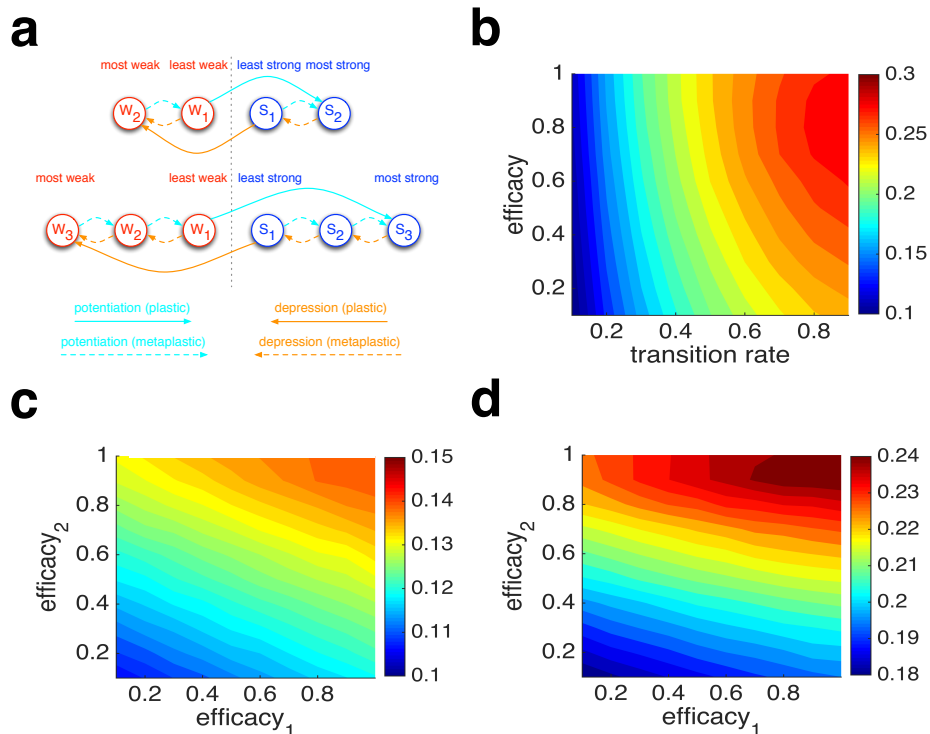 a
most weak least weak least strong most strong
W2 W1 S1 S2
most weak least weak least strong most strong
W3 W2 W1 S1 S2 S3
potentiation (plastic) depression (plastic)
potentiation (metaplastic) depression (metaplastic)
b
efficacy
1
0.8
0.6
0.4
0.2
0.2 0.4 0.6 0.8
transition rate
0.3
0.25
0.2
0.15
0.1
c
efficacy2
1
0.8
0.6
0.4
0.2
0.2 0.4 0.6 0.8
efficacy1
0.15
0.14
0.13
0.12
0.11
0.1
d
efficacy2
1
0.8
0.6
0.4
0.2
0.2 0.4 0.6 0.8
efficacy1
0.24
0.23
0.22
0.21
0.2
0.19
0.18